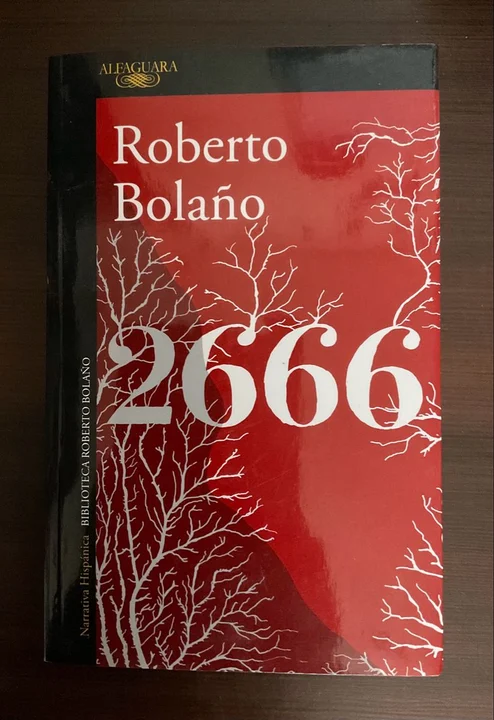 ALFAGUARA
Roberto
Bolaño
2666
Narrativa Hispánica BIBLIOTECA ROBERTO BOLAÑO